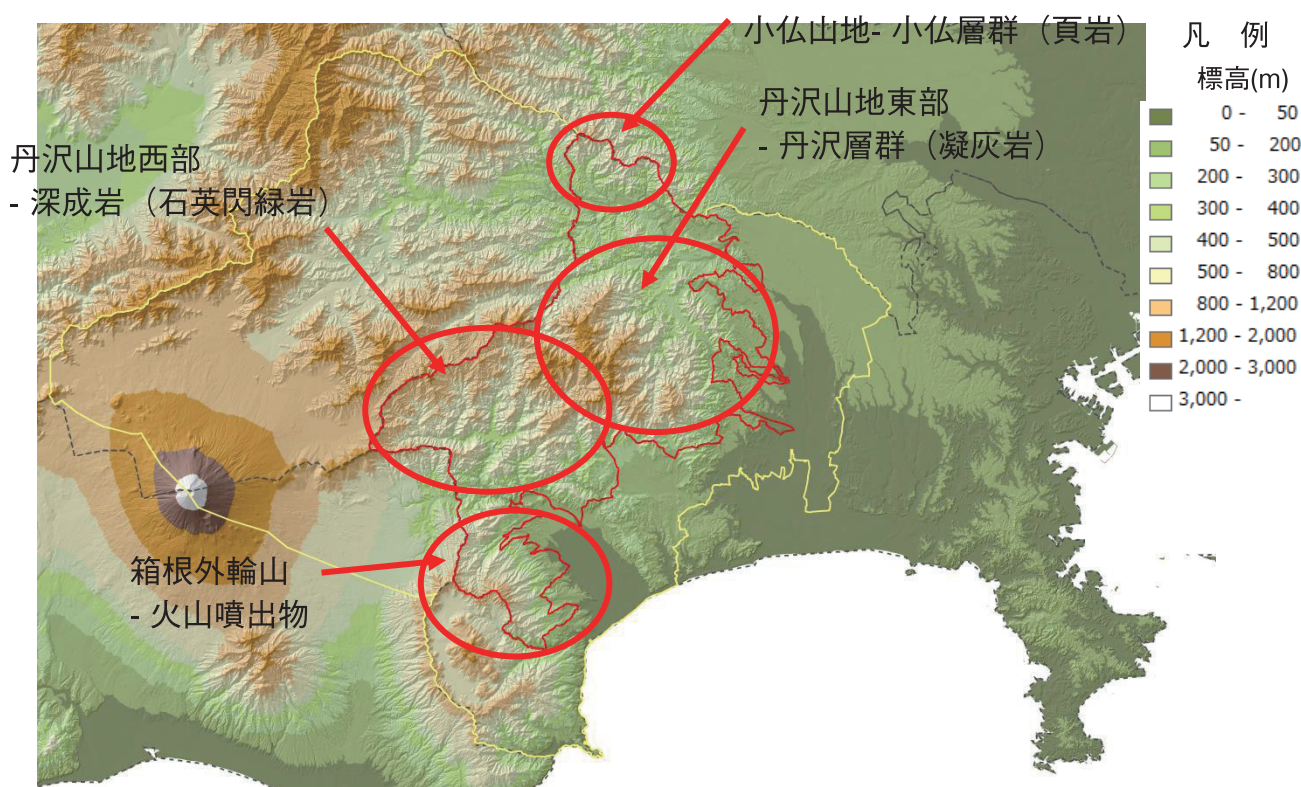 小仏山地- 小仏層群（頁岩）
丹沢山地東部
- 丹沢層群（凝灰岩）
丹沢山地西部
- 深成岩（石英閃緑岩）
箱根外輪山
- 火山噴出物
凡 例
標高(m)
0 - 50
50 - 200
200 - 300
300 - 400
400 - 500
500 - 800
800 - 1,200
1,200 - 2,000
2,000 - 3,000
3,000 -